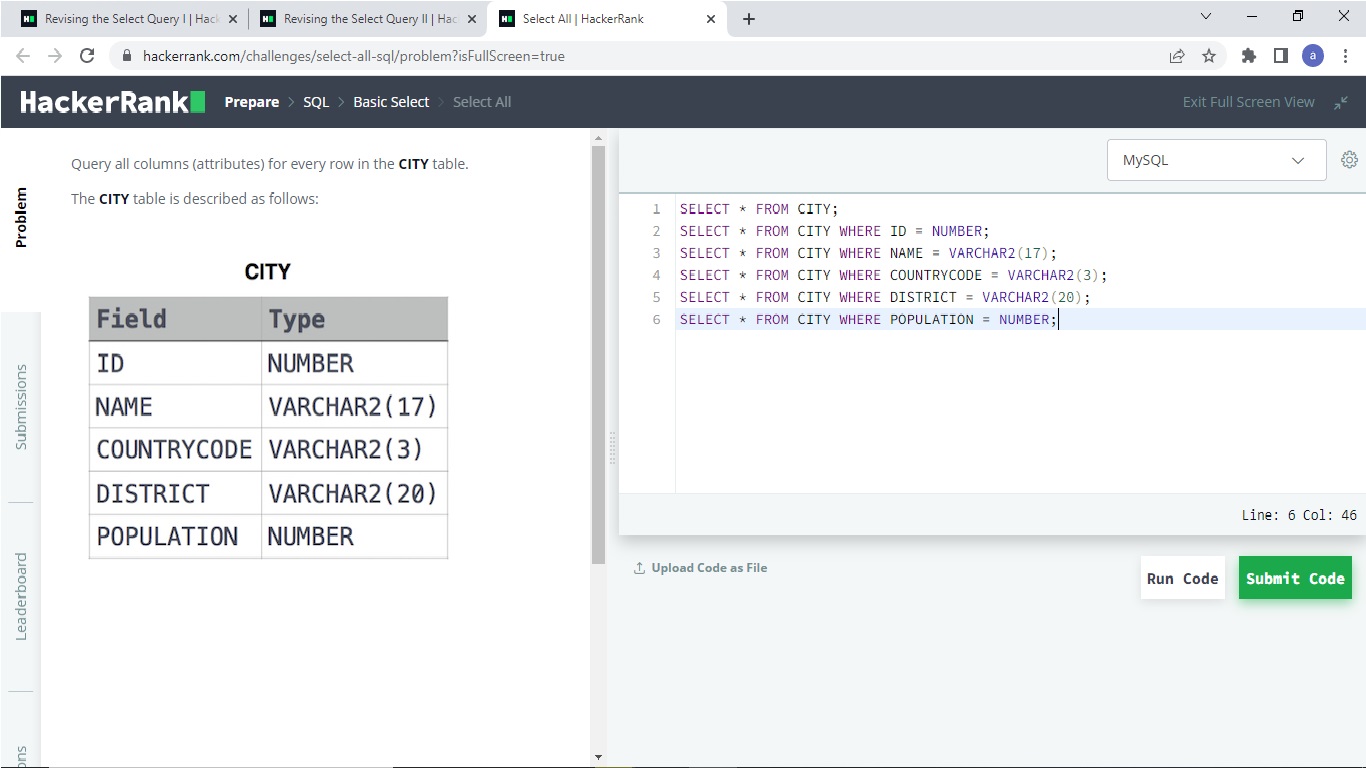 Revising the Select Query I | Hack
Revising the Select Query II | Hac
Select All | HackerRank
hackerrank.com/challenges/select-all-sql/problem?isFullScreen=true
a
HackerRank
Prepare > SQL > Basic Select > Select All
Exit Full Screen View
Problem
Submissions
Leaderboard
ons
Query all columns (attributes) for every row in the CITY table.
The CITY table is described as follows:
CITY
Field Type
ID NUMBER
NAME VARCHAR2(17)
COUNTRYCODE VARCHAR2(3)
DISTRICT VARCHAR2(20)
POPULATION NUMBER
MySQL
1 SELECT * FROM CITY;
2 SELECT * FROM CITY WHERE ID = NUMBER;
3 SELECT * FROM CITY WHERE NAME = VARCHAR2(17);
4 SELECT * FROM CITY WHERE COUNTRYCODE = VARCHAR2(3);
5 SELECT * FROM CITY WHERE DISTRICT = VARCHAR2(20);
6 SELECT * FROM CITY WHERE POPULATION = NUMBER;
Line: 6 Col: 46
Upload Code as File
Run Code
Submit Code